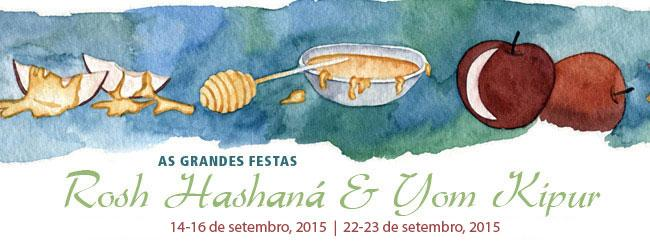 AS GRANDES FESTAS
Rosh Hashaná & Yom Kipur
14-16 de setembro, 2015 | 22-23 de setembro, 2015